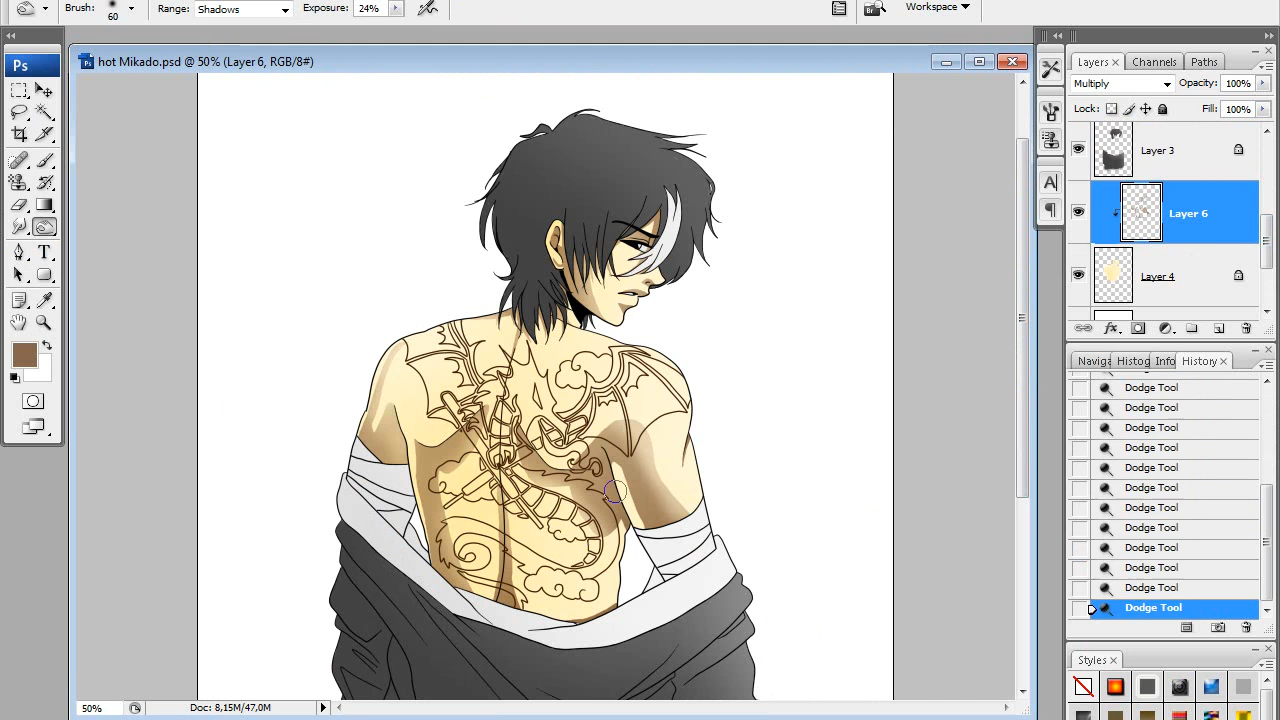 Brush: 60 Range: Shadows Exposure: 24% Workspace
Ps
hot Mikado.psd @ 50% (Layer 6, RGB/8#)
Layers × Channels Paths
Multiply Opacity: 100%
Lock: Fill: 100%
Layer 3
Layer 6
Layer 4
fx
A
T
Naviga Histog Info History ×
Dodge Tool
Dodge Tool
Dodge Tool
Dodge Tool
Dodge Tool
Dodge Tool
Dodge Tool
Dodge Tool
Dodge Tool
Dodge Tool
Dodge Tool
Dodge Tool
Styles ×
50% Doc: 8,15M/47,0M